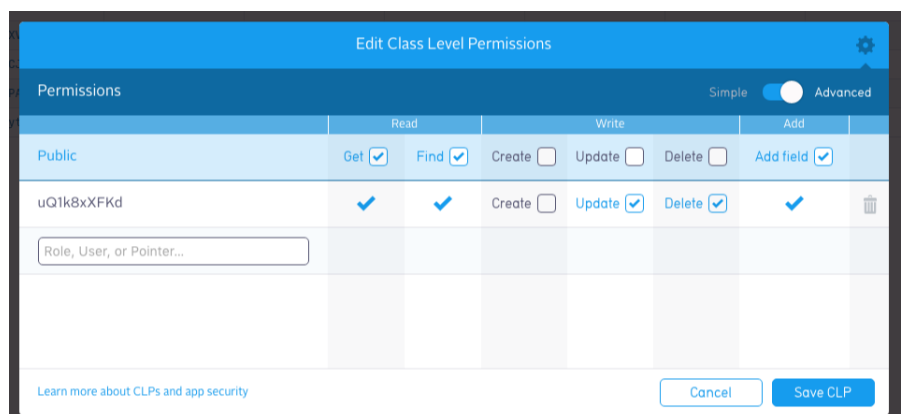 Edit Class Level Permissions
Permissions Simple Advanced
Read Write Add
Public Get Find Create Update Delete Add field
uQ1k8xXFKd Create Update Delete
Role, User, or Pointer...
Learn more about CLPs and app security Cancel Save CLP